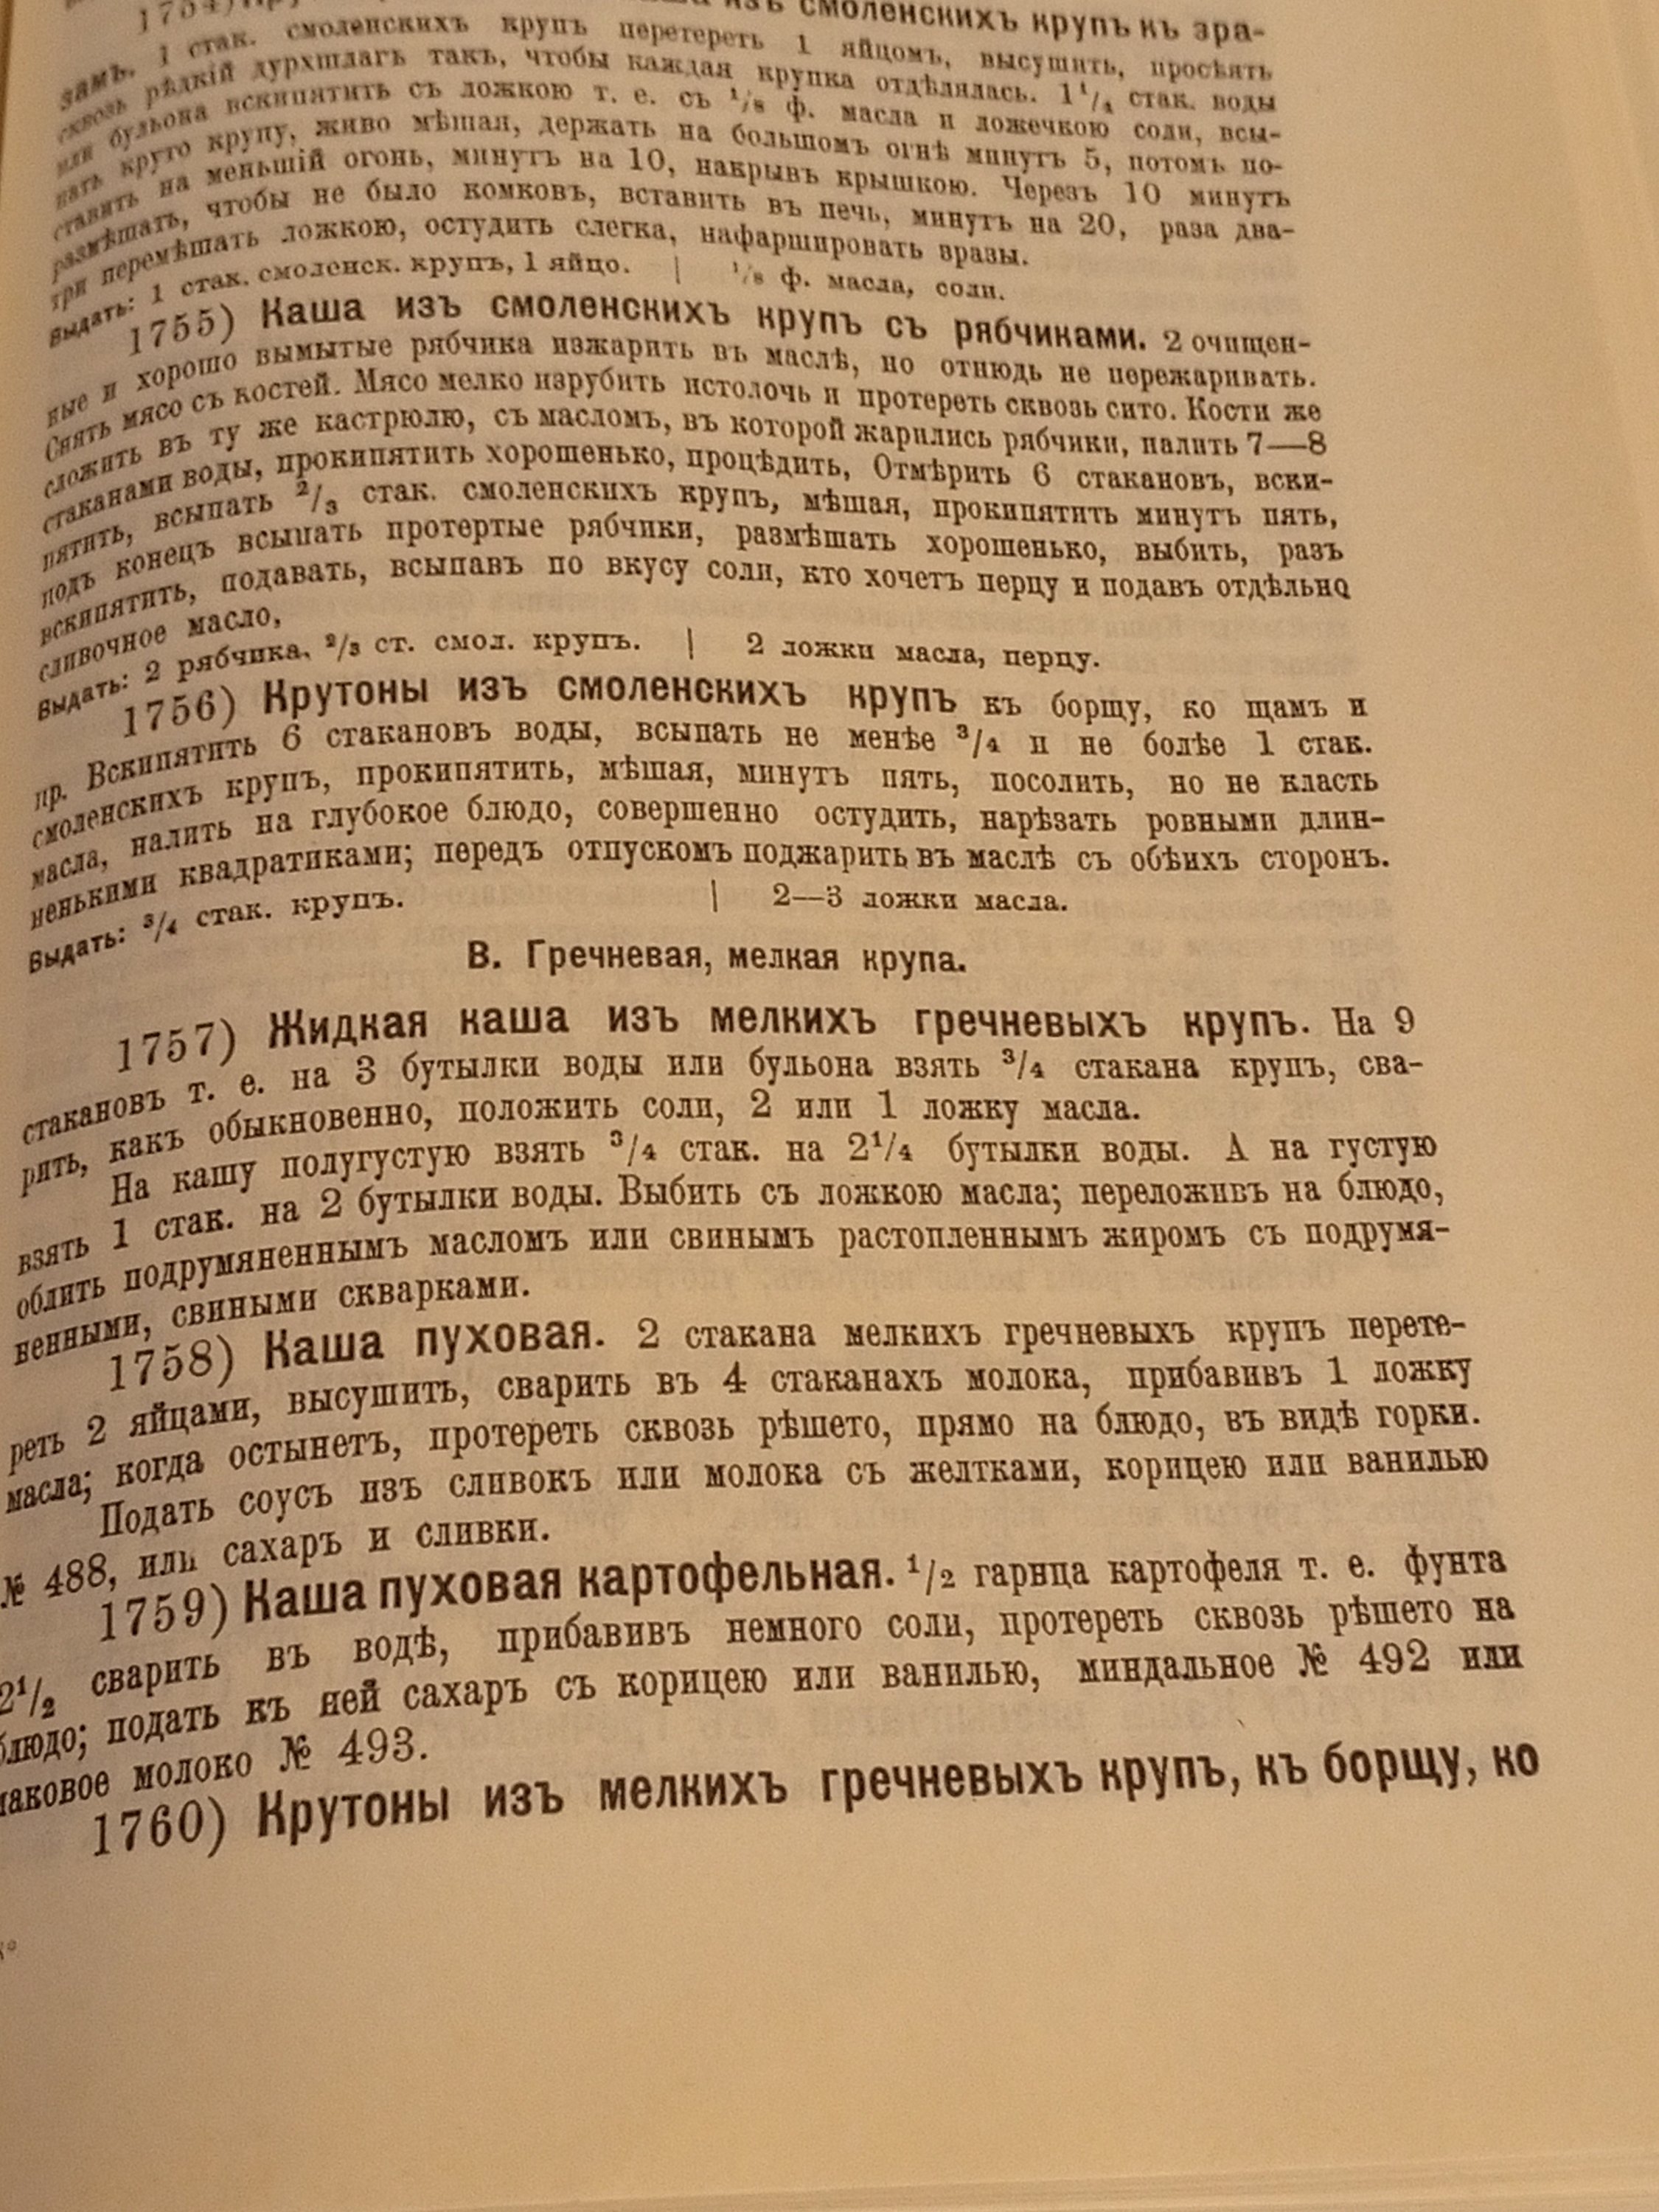 смоленскихъ крупъ къ зра-
замъ. 1 стак. смоленскихъ крупъ перетереть 1 яйцомъ, высушить, просѣять
сквозь рѣдкій дурхшлагъ такъ, чтобы каждая крупка отдѣлялась. 1¹/₄ стак. воды
или бульона вскипятить съ ложкою т. е. съ ¹/₈ ф. масла и ложечкою соли, всы-
пать круто крупу, живо мѣшая, держать на большомъ огнѣ минутъ 5, потомъ по-
ставить на меньшій огонь, минутъ на 10, накрывъ крышкою. Черезъ 10 минутъ
размѣшать, чтобы не было комковъ, вставить въ печь, минутъ на 20, раза два-
три перемѣшать ложкою, остудить слегка, нафаршировать зразы.
Выдать: 1 стак. смоленск. крупъ, 1 яйцо. | ¹/₈ ф. масла, соли.
1755) Каша изъ смоленскихъ крупъ съ рябчиками. 2 очищен-
ные и хорошо вымытые рябчика изжарить въ маслѣ, но отнюдь не пережаривать.
Снять мясо съ костей. Мясо мелко изрубить истолочь и протереть сквозь сито. Кости же
сложить въ ту же кастрюлю, съ масломъ, въ которой жарились рябчики, налить 7—8
стаканами воды, прокипятить хорошенько, процѣдить, Отмѣрить 6 стакановъ, вски-
пятить, всыпать ²/₃ стак. смоленскихъ крупъ, мѣшая, прокипятить минутъ пять,
подъ конецъ всыпать протертые рябчики, размѣшать хорошенько, выбить, разъ
вскипятить, подавать, всыпавъ по вкусу соли, кто хочетъ перцу и подавъ отдѣльно
сливочное масло,
Выдать: 2 рябчика, ²/₃ ст. смол. крупъ. | 2 ложки масла, перцу.
1756) Крутоны изъ смоленскихъ крупъ къ борщу, ко щамъ и
пр. Вскипятить 6 стакановъ воды, всыпать не менѣе ³/₄ и не болѣе 1 стак.
смоленскихъ крупъ, прокипятить, мѣшая, минутъ пять, посолить, но не класть
масла, налить на глубокое блюдо, совершенно остудить, нарѣзать ровными длин-
ненькими квадратиками; передъ отпускомъ поджарить въ маслѣ съ обѣихъ сторонъ.
Выдать: ³/₄ стак. крупъ. | 2—3 ложки масла.
В. Гречневая, мелкая крупа.
1757) Жидкая каша изъ мелкихъ гречневыхъ крупъ. На 9
стакановъ т. е. на 3 бутылки воды или бульона взять ³/₄ стакана крупъ, сва-
рить, какъ обыкновенно, положить соли, 2 или 1 ложку масла.
На кашу полугустую взять ³/₄ стак. на 2¹/₄ бутылки воды. А на густую
взять 1 стак. на 2 бутылки воды. Выбить съ ложкою масла; переложивъ на блюдо,
облить подрумяненнымъ масломъ или свинымъ растопленнымъ жиромъ съ подрумя-
ненными, свиными скварками.
1758) Каша пуховая. 2 стакана мелкихъ гречневыхъ крупъ перете-
реть 2 яйцами, высушить, сварить въ 4 стаканахъ молока, прибавивъ 1 ложку
масла; когда остынетъ, протереть сквозь рѣшето, прямо на блюдо, въ видѣ горки.
Подать соусъ изъ сливокъ или молока съ желтками, корицею или ванилью
№ 488, или сахаръ и сливки.
1759) Каша пуховая картофельная. ¹/₂ гарнца картофеля т. е. фунта
2¹/₂ сварить въ водѣ, прибавивъ немного соли, протереть сквозь рѣшето на
блюдо; подать къ ней сахаръ съ корицею или ванилью, миндальное № 492 или
маковое молоко № 493.
1760) Крутоны изъ мелкихъ гречневыхъ крупъ, къ борщу, ко